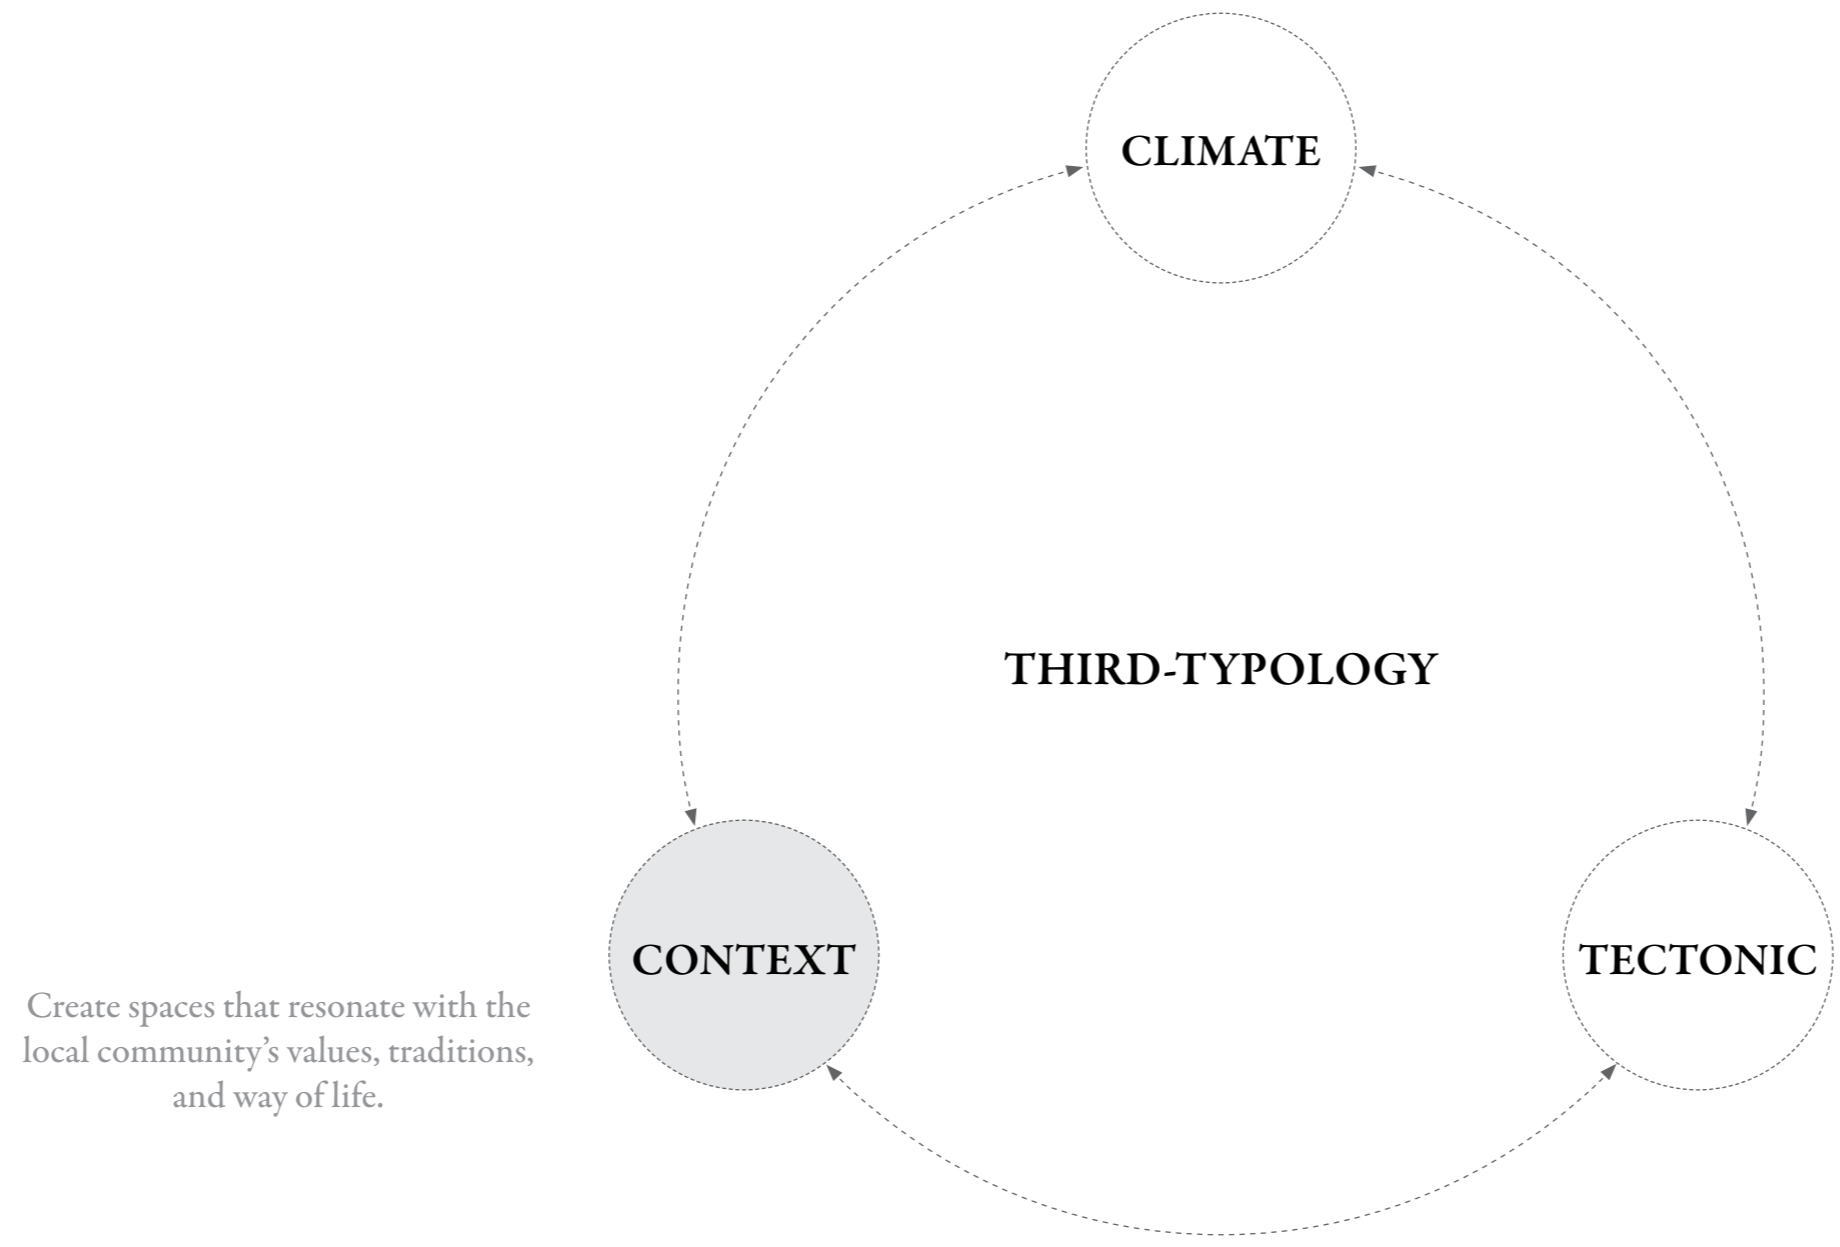 CLIMATE
THIRD-TYPOLOGY
CONTEXT
TECTONIC
Create spaces that resonate with the
local community’s values, traditions,
and way of life.